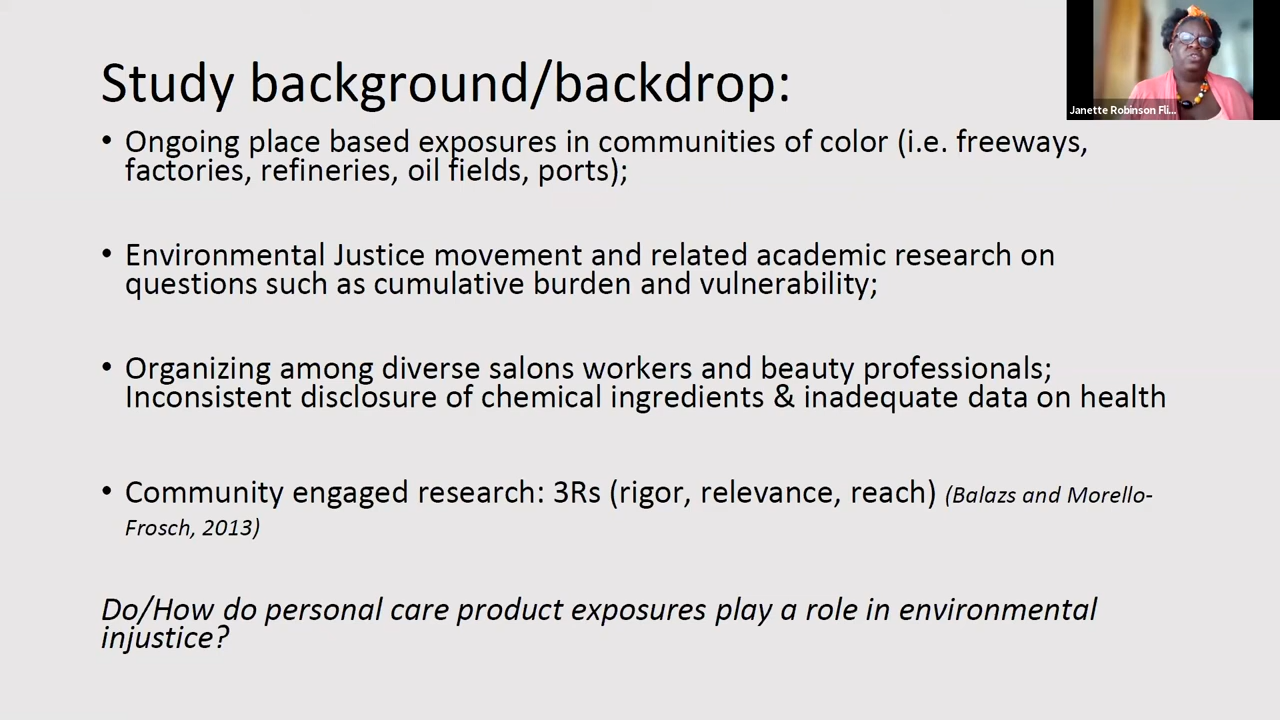 Study background/backdrop:
Janette Robinson Fli...
• Ongoing place based exposures in communities of color (i.e. freeways,
factories, refineries, oil fields, ports);
• Environmental Justice movement and related academic research on
questions such as cumulative burden and vulnerability;
• Organizing among diverse salons workers and beauty professionals;
Inconsistent disclosure of chemical ingredients & inadequate data on health
• Community engaged research: 3Rs (rigor, relevance, reach) (Balazs and Morello-
Frosch, 2013)
Do/How do personal care product exposures play a role in environmental
injustice?